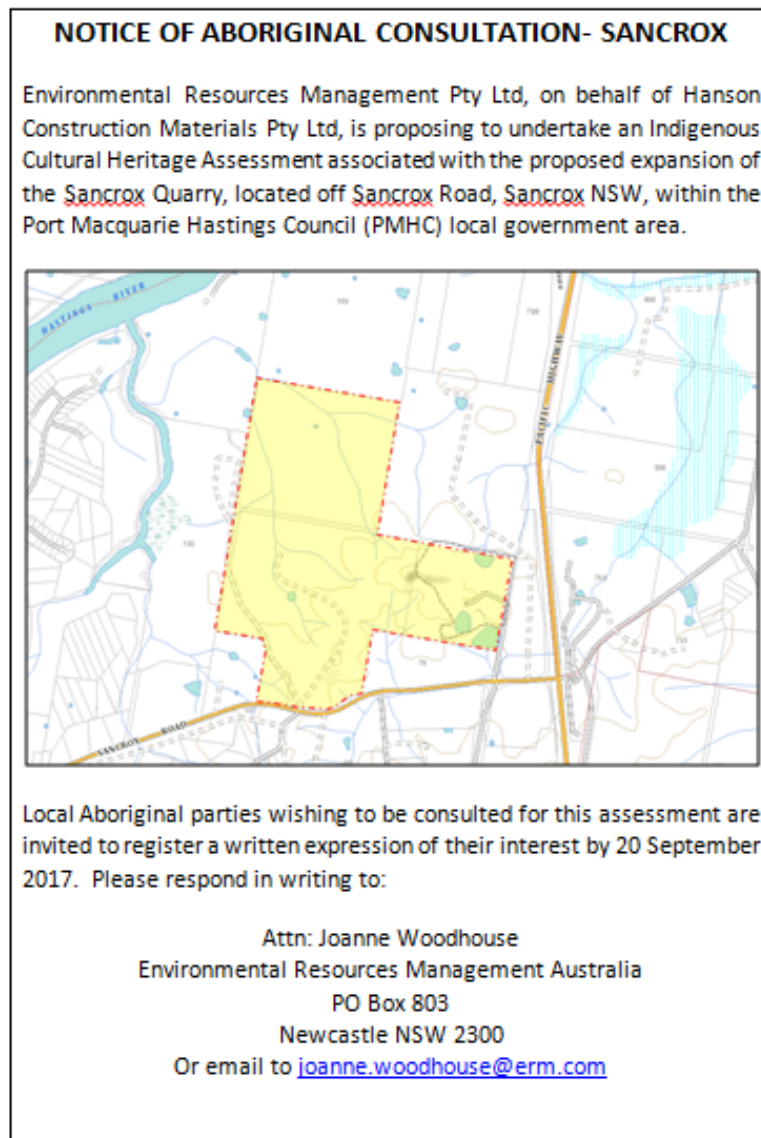 NOTICE OF ABORIGINAL CONSULTATION- SANCROX
Environmental Resources Management Pty Ltd, on behalf of Hanson
Construction Materials Pty Ltd, is proposing to undertake an Indigenous
Cultural Heritage Assessment associated with the proposed expansion of
the Sancrox Quarry, located off Sancrox Road, Sancrox NSW, within the
Port Macquarie Hastings Council (PMHC) local government area.
HASTINGS RIVER
PACIFIC HIGHWAY
SANCROX ROAD
Local Aboriginal parties wishing to be consulted for this assessment are
invited to register a written expression of their interest by 20 September
2017. Please respond in writing to:
Attn: Joanne Woodhouse
Environmental Resources Management Australia
PO Box 803
Newcastle NSW 2300
Or email to joanne.woodhouse@erm.com